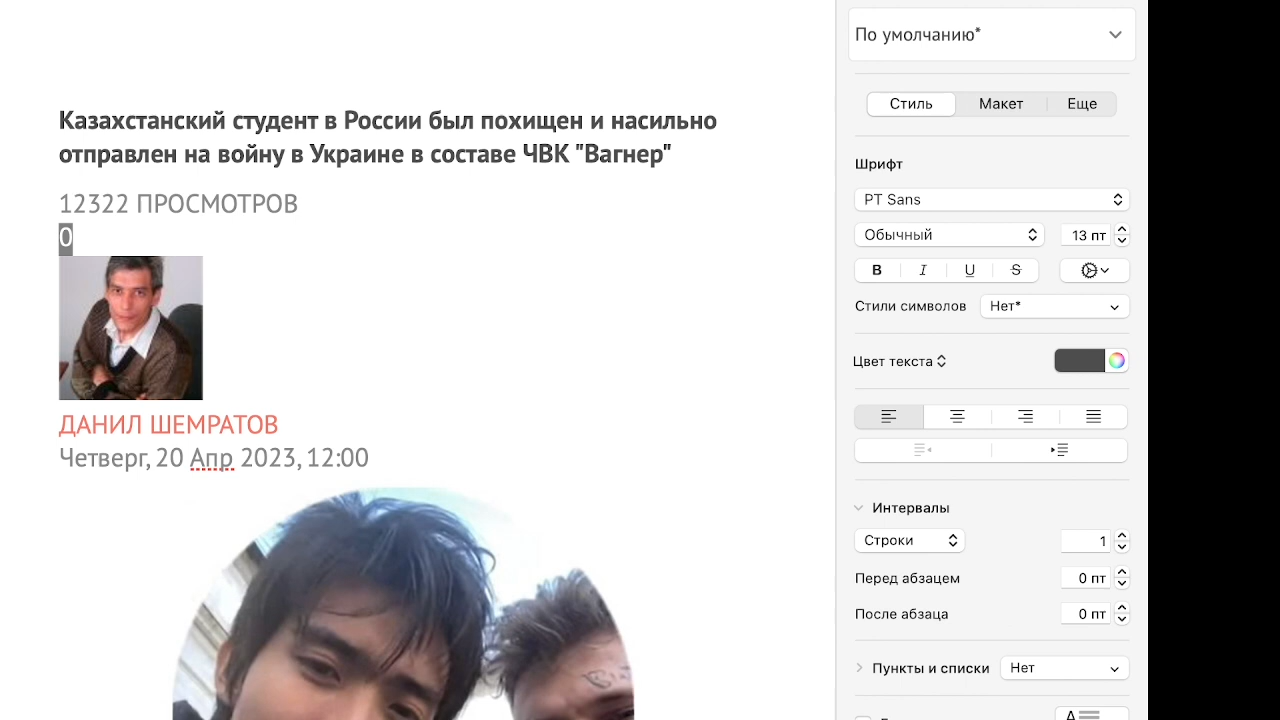 Казахстанский студент в России был похищен и насильно
отправлен на войну в Украине в составе ЧВК "Вагнер"
12322 ПРОСМОТРОВ
0
ДАНИЛ ШЕМРАТОВ
Четверг, 20 Апр 2023, 12:00
По умолчанию*
Стиль Макет Еще
Шрифт
PT Sans
Обычный 13 пт
B I U S
Стили символов Нет*
Цвет текста
Интервалы
Строки 1
Перед абзацем 0 пт
После абзаца 0 пт
Пункты и списки Нет
A